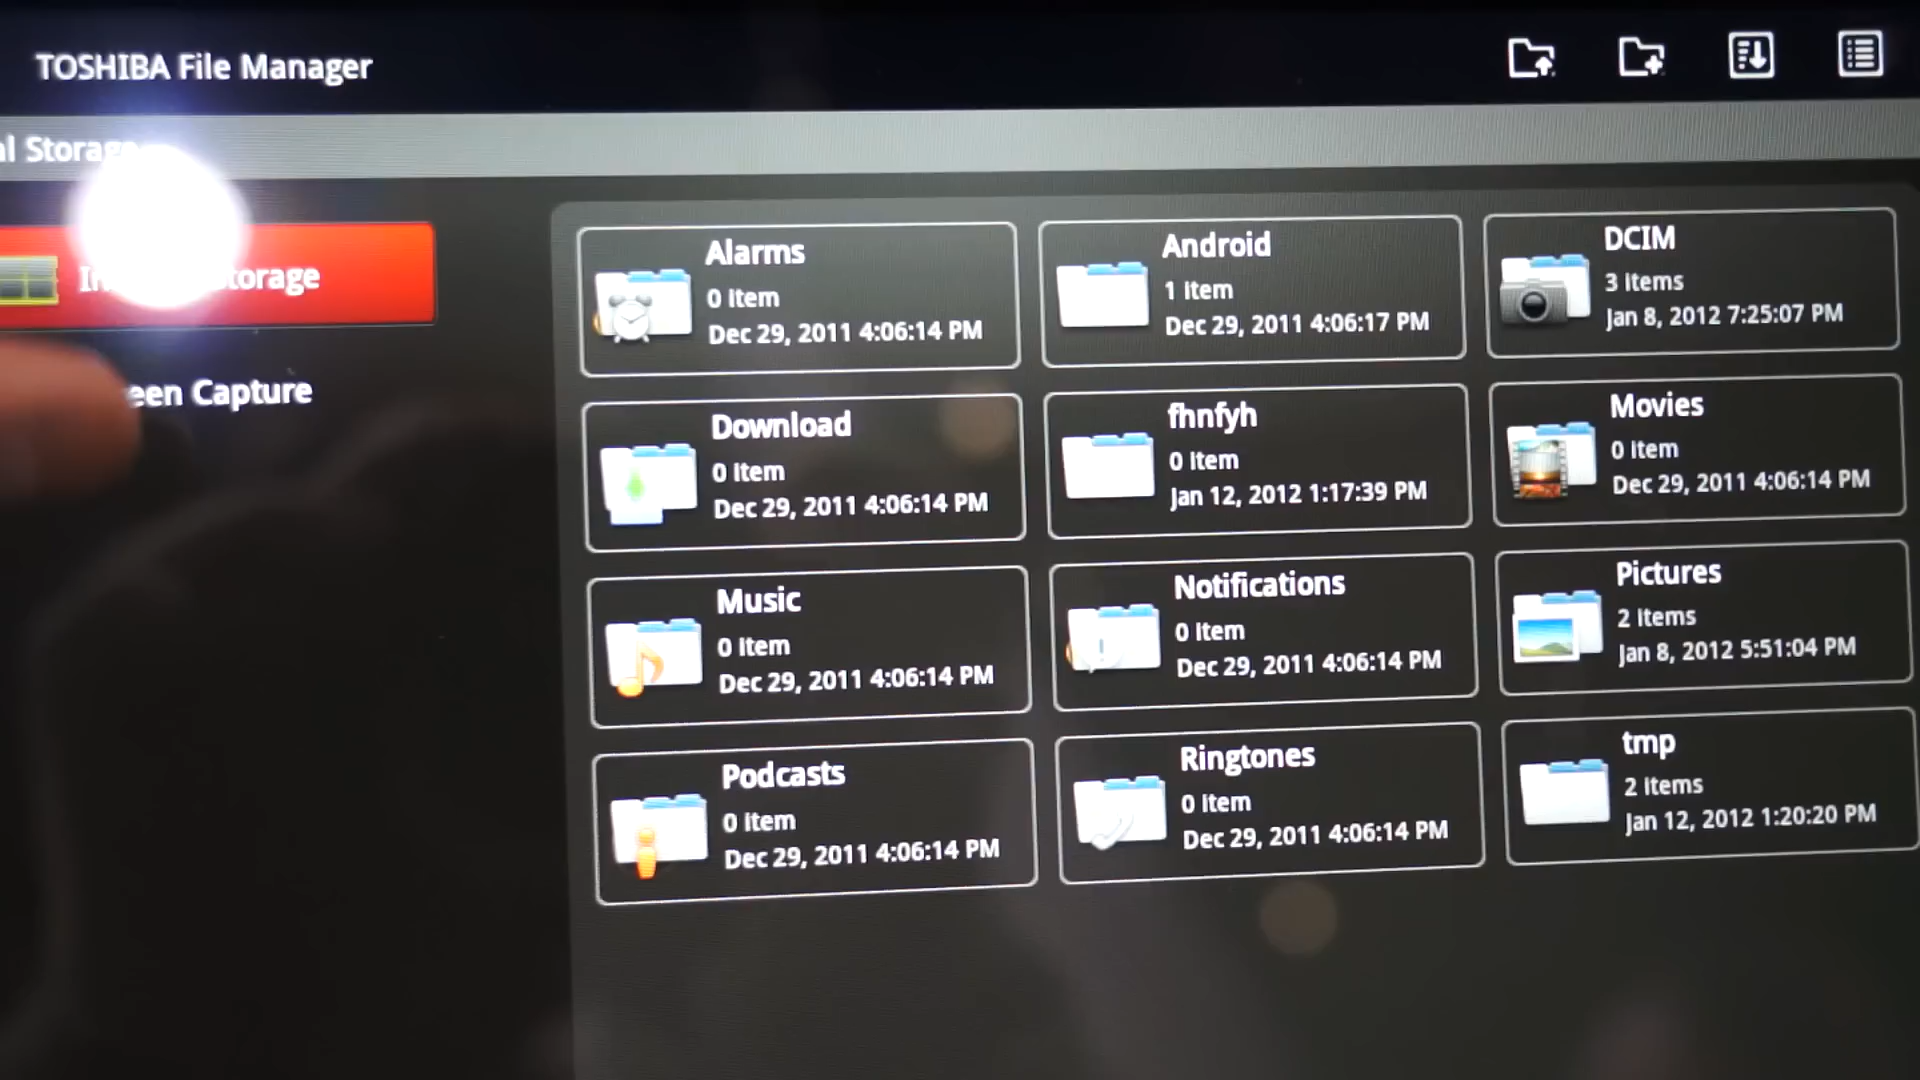 TOSHIBA File Manager
al Storage
Storage
een Capture
Alarms
0 Item
Dec 29, 2011 4:06:14 PM
Android
1 Item
Dec 29, 2011 4:06:17 PM
DCIM
3 Items
Jan 8, 2012 7:25:07 PM
Download
0 Item
Dec 29, 2011 4:06:14 PM
fhnfyh
0 Item
Jan 12, 2012 1:17:39 PM
Movies
0 Item
Dec 29, 2011 4:06:14 PM
Music
0 Item
Dec 29, 2011 4:06:14 PM
Notifications
0 Item
Dec 29, 2011 4:06:14 PM
Pictures
2 Items
Jan 8, 2012 5:51:04 PM
Podcasts
0 Item
Dec 29, 2011 4:06:14 PM
Ringtones
0 Item
Dec 29, 2011 4:06:14 PM
tmp
2 Items
Jan 12, 2012 1:20:20 PM